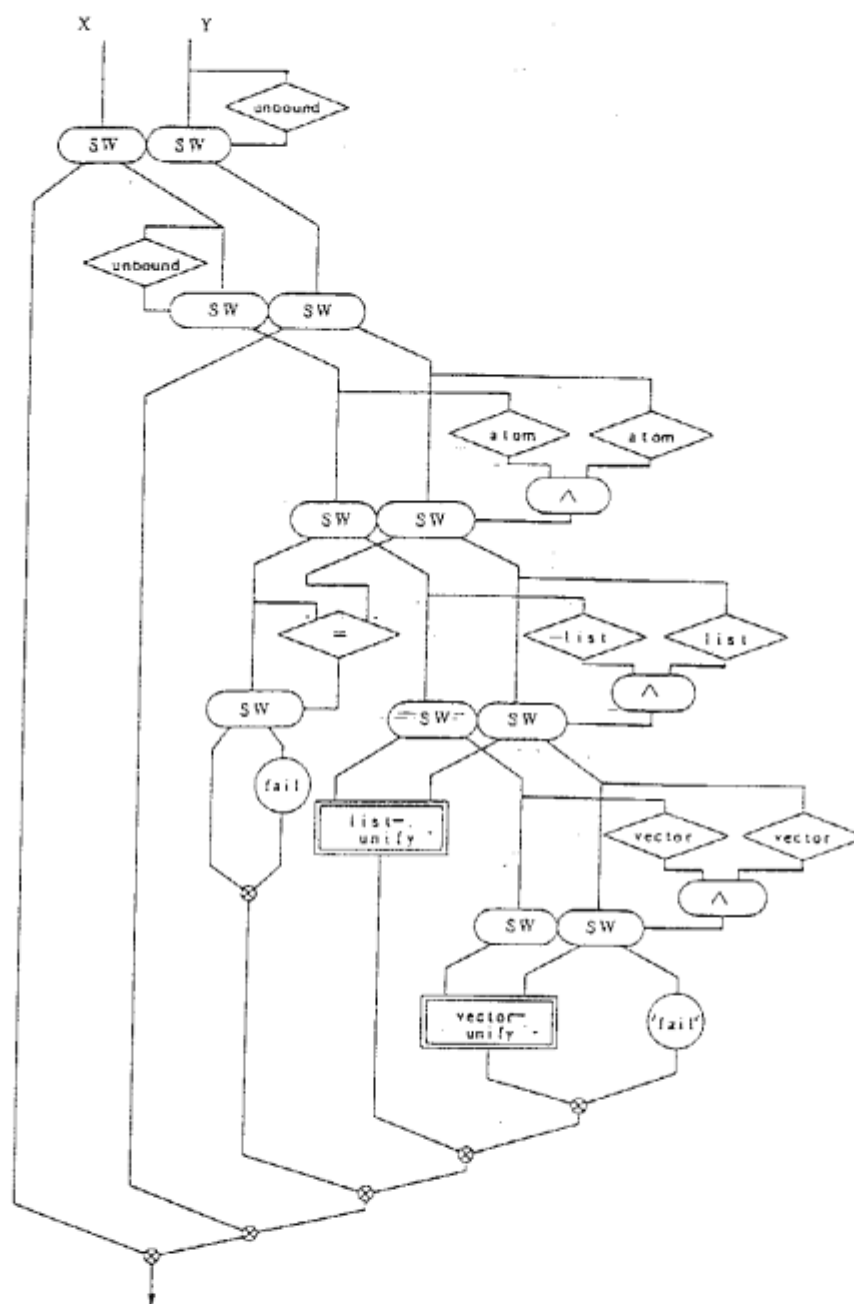 X Y
unbound
SW SW
unbound
SW SW
atom atom
∧
SW SW
= list list
∧
SW SW SW
fail
list-
unify
vector vector
∧
SW SW
vector-
unify
'fail'